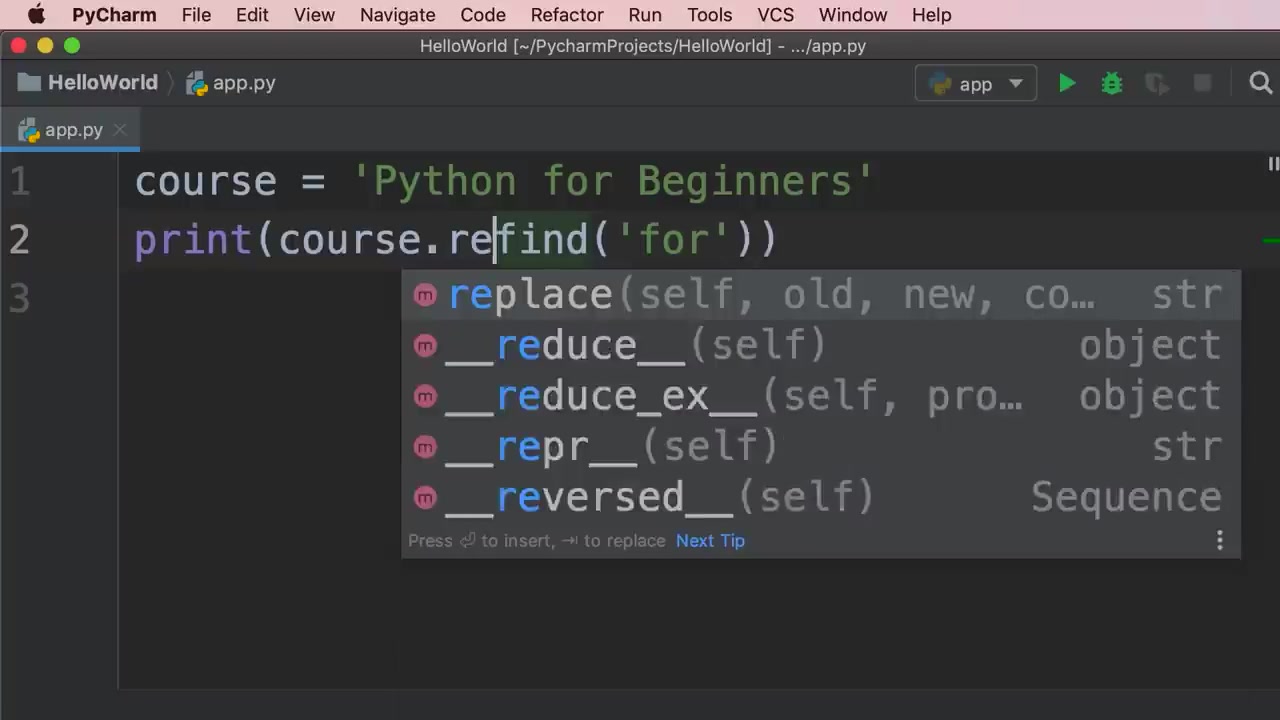 PyCharm File Edit View Navigate Code Refactor Run Tools VCS Window Help
HelloWorld [~/PycharmProjects/HelloWorld] - .../app.py
HelloWorld app.py app
app.py
1 course = 'Python for Beginners'
2 print(course.refind('for'))
3
m replace(self, old, new, co… str
m __reduce__(self) object
m __reduce_ex__(self, pro… object
m __repr__(self) str
m __reversed__(self) Sequence
Press ⏎ to insert, ⇥ to replace Next Tip